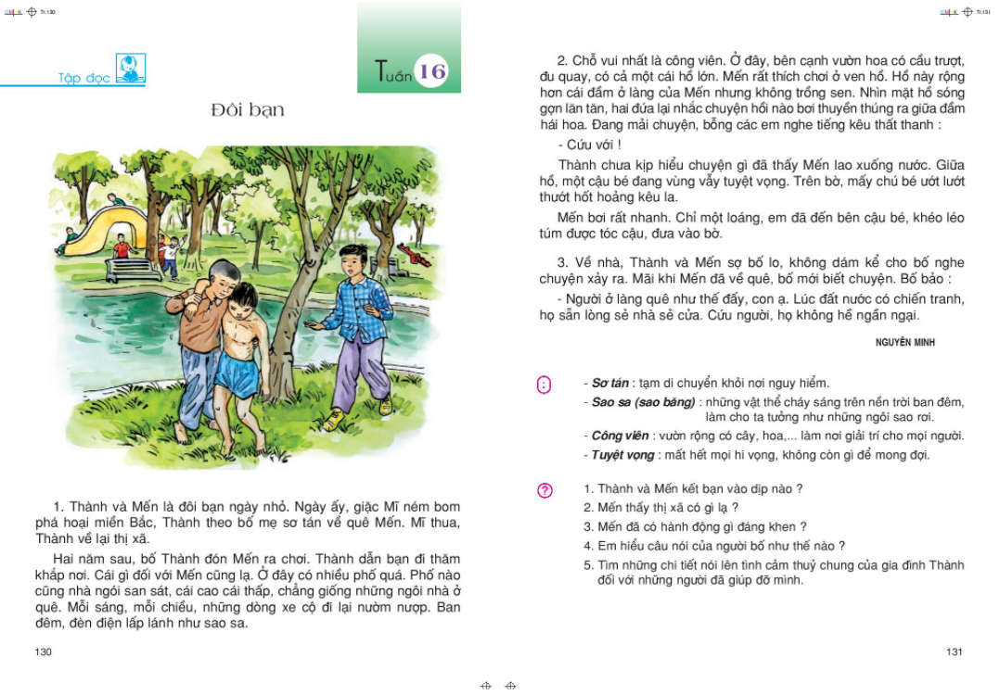 CMYK Tr.130
Tập đọc
Tuần 16
Đôi bạn
1. Thành và Mến là đôi bạn ngày nhỏ. Ngày ấy, giặc Mĩ ném bom
phá hoại miền Bắc, Thành theo bố mẹ sơ tán về quê Mến. Mĩ thua,
Thành về lại thị xã.
Hai năm sau, bố Thành đón Mến ra chơi. Thành dẫn bạn đi thăm
khắp nơi. Cái gì đối với Mến cũng lạ. Ở đây có nhiều phố quá. Phố nào
cũng nhà ngói san sát, cái cao cái thấp, chẳng giống những ngôi nhà ở
quê. Mỗi sáng, mỗi chiều, những dòng xe cộ đi lại nườm nượp. Ban
đêm, đèn điện lấp lánh như sao sa.
130
CMYK Tr.131
2. Chỗ vui nhất là công viên. Ở đây, bên cạnh vườn hoa có cầu trượt,
đu quay, có cả một cái hồ lớn. Mến rất thích chơi ở ven hồ. Hồ này rộng
hơn cái đầm ở làng của Mến nhưng không trồng sen. Nhìn mặt hồ sóng
gợn lăn tăn, hai đứa lại nhắc chuyện hồi nào bơi thuyền thúng ra giữa đầm
hái hoa. Đang mải chuyện, bỗng các em nghe tiếng kêu thất thanh :
- Cứu với !
Thành chưa kịp hiểu chuyện gì đã thấy Mến lao xuống nước. Giữa
hồ, một cậu bé đang vùng vẫy tuyệt vọng. Trên bờ, mấy chú bé ướt lướt
thướt hốt hoảng kêu la.
Mến bơi rất nhanh. Chỉ một loáng, em đã đến bên cậu bé, khéo léo
túm được tóc cậu, đưa vào bờ.
3. Về nhà, Thành và Mến sợ bố lo, không dám kể cho bố nghe
chuyện xảy ra. Mãi khi Mến đã về quê, bố mới biết chuyện. Bố bảo :
- Người ở làng quê như thế đấy, con ạ. Lúc đất nước có chiến tranh,
họ sẵn lòng sẻ nhà sẻ cửa. Cứu người, họ không hề ngần ngại.
NGUYỄN MINH
:
- Sơ tán : tạm di chuyển khỏi nơi nguy hiểm.
- Sao sa (sao băng) : những vật thể cháy sáng trên nền trời ban đêm,
làm cho ta tưởng như những ngôi sao rơi.
- Công viên : vườn rộng có cây, hoa,... làm nơi giải trí cho mọi người.
- Tuyệt vọng : mất hết mọi hi vọng, không còn gì để mong đợi.
?
1. Thành và Mến kết bạn vào dịp nào ?
2. Mến thấy thị xã có gì lạ ?
3. Mến đã có hành động gì đáng khen ?
4. Em hiểu câu nói của người bố như thế nào ?
5. Tìm những chi tiết nói lên tình cảm thuỷ chung của gia đình Thành
đối với những người đã giúp đỡ mình.
131